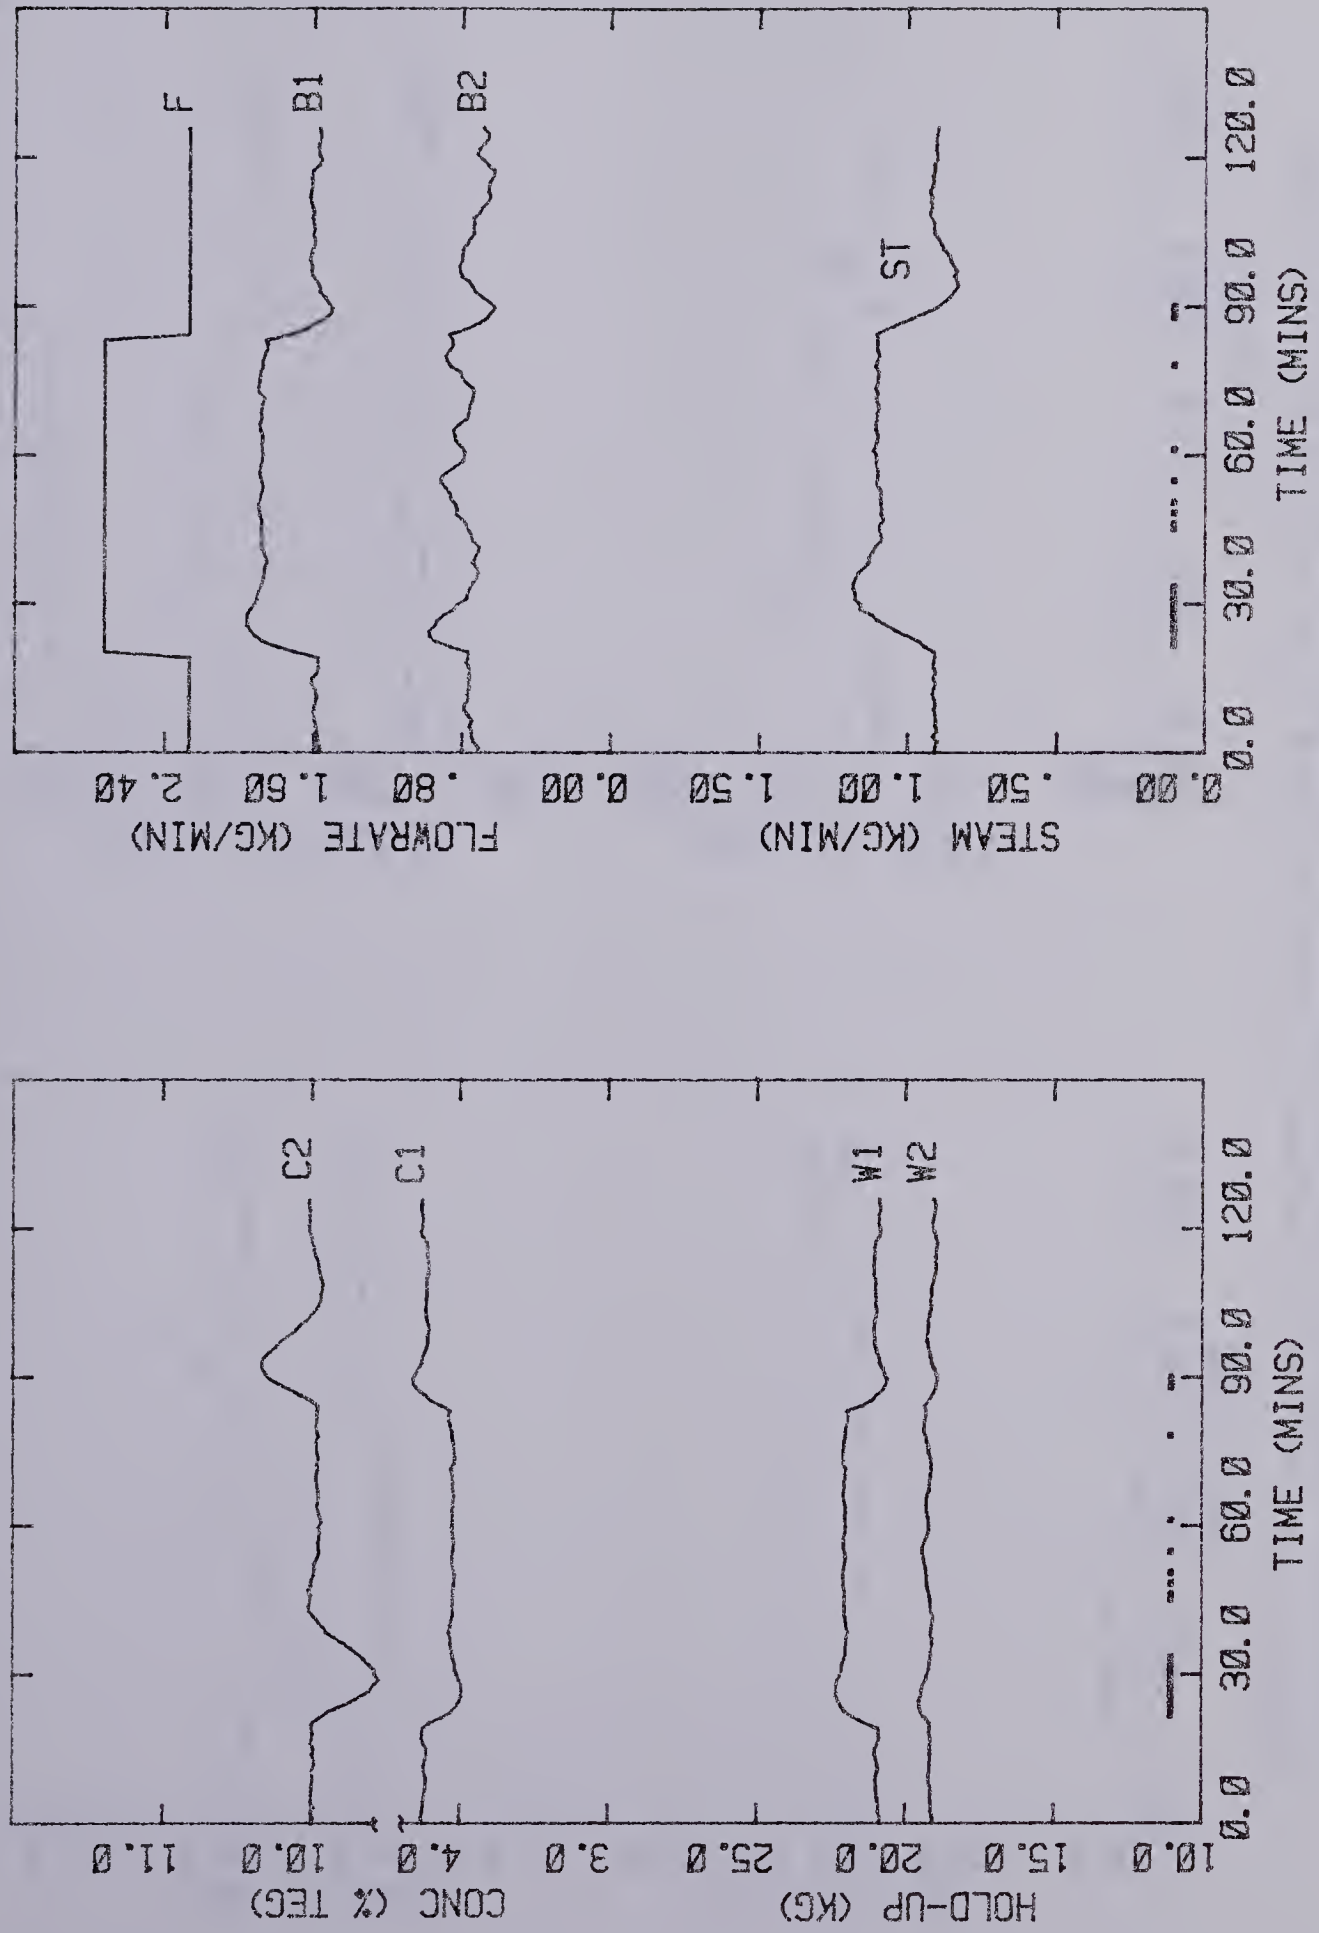 FLOWRATE (KG/MIN)
2.40
1.60
.80
0.00
STEAM (KG/MIN)
1.50
1.00
.50
0.00
F
B1
B2
ST
0.0 30.0 60.0 90.0 120.0
TIME (MINS)
CONC (% TEG)
11.0
10.0
4.0
3.0
HOLD-UP (KG)
25.0
20.0
15.0
10.0
C2
C1
W1
W2
0.0 30.0 60.0 90.0 120.0
TIME (MINS)